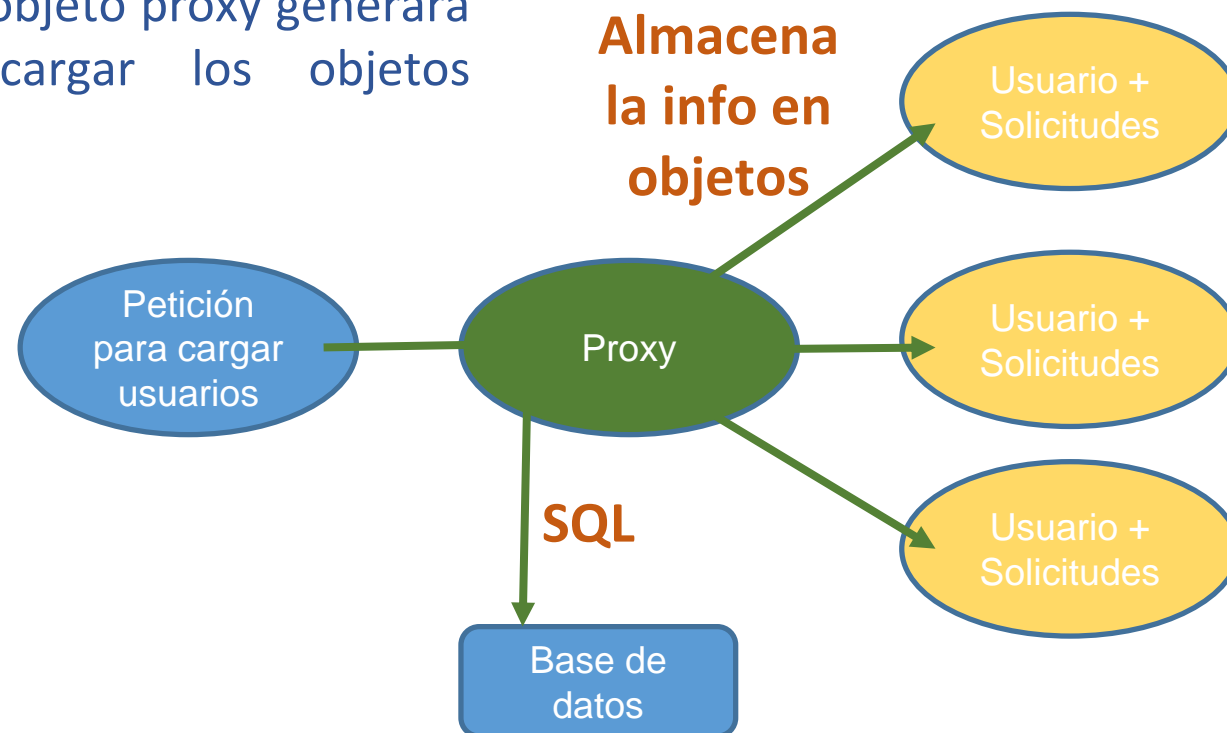 objeto proxy generará
cargar los objetos
Almacena
la info en
objetos
Usuario +
Solicitudes
Petición
para cargar
usuarios
Proxy
Usuario +
Solicitudes
SQL
Usuario +
Solicitudes
Base de
datos